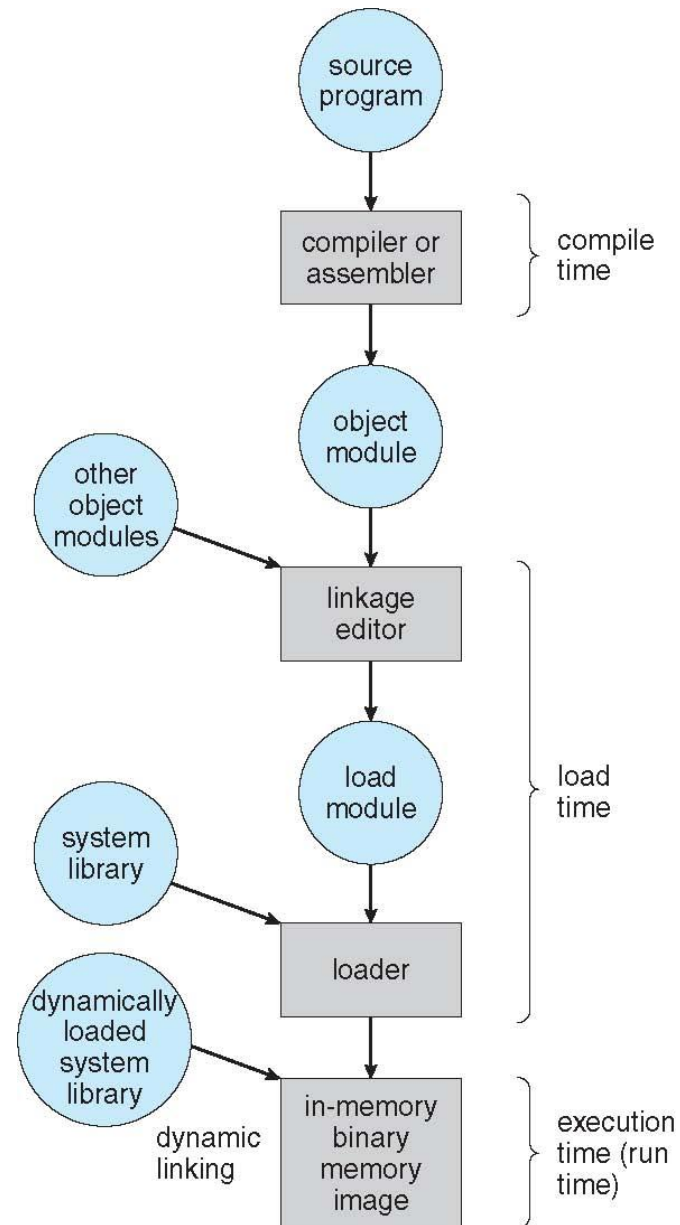 source
program
compiler or
assembler
compile
time
object
module
other
object
modules
linkage
editor
load
module
load
time
system
library
loader
dynamically
loaded
system
library
dynamic
linking
in-memory
binary
memory
image
execution
time (run
time)